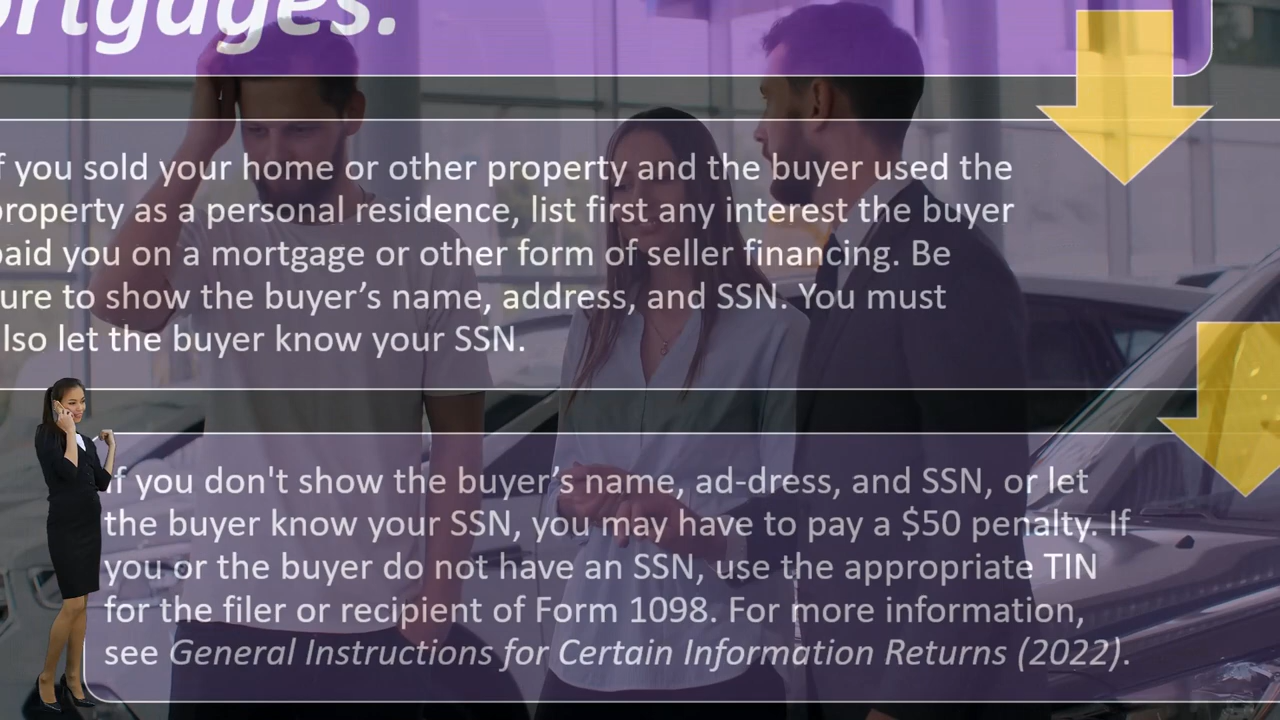 ortgages.
f you sold your home or other property and the buyer used the
property as a personal residence, list first any interest the buyer
paid you on a mortgage or other form of seller financing. Be
ure to show the buyer’s name, address, and SSN. You must
lso let the buyer know your SSN.
If you don't show the buyer’s name, ad-dress, and SSN, or let
the buyer know your SSN, you may have to pay a $50 penalty. If
you or the buyer do not have an SSN, use the appropriate TIN
for the filer or recipient of Form 1098. For more information,
see General Instructions for Certain Information Returns (2022).